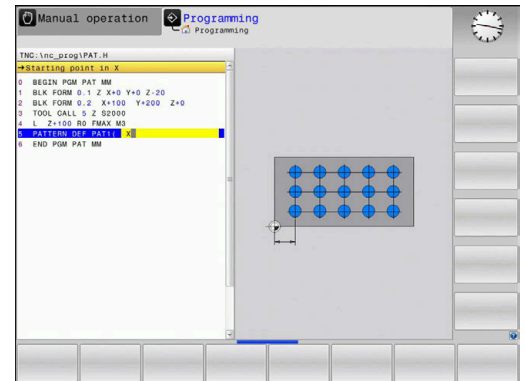 Manual operation
Programming
Programming
TNC:\nc_prog\PAT.H
→Starting point in X
0 BEGIN PGM PAT MM
1 BLK FORM 0.1 Z X+0 Y+0 Z-20
2 BLK FORM 0.2 X+100 Y+200 Z+0
3 TOOL CALL 5 Z S2000
4 L Z+100 R0 FMAX M3
5 PATTERN DEF PAT1( X
6 END PGM PAT MM